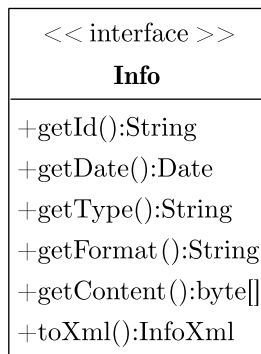 << interface >>
Info
+getId():String
+getDate():Date
+getType():String
+getFormat():String
+getContent():byte[]
+toXml():InfoXml